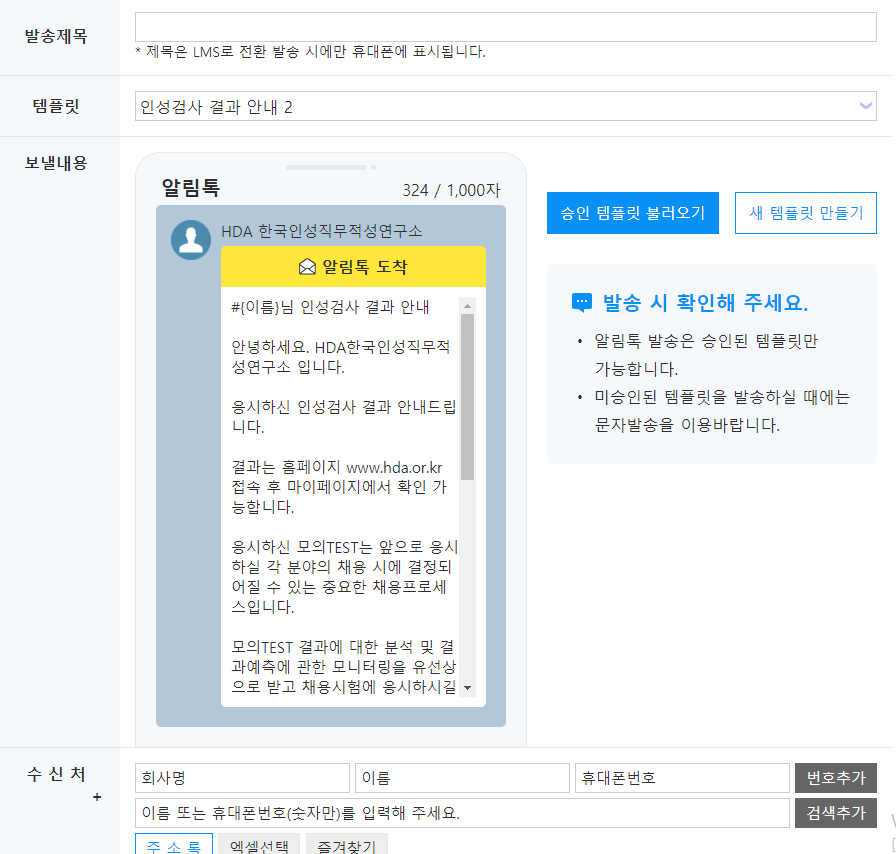 발송제목
* 제목은 LMS로 전환 발송 시에만 휴대폰에 표시됩니다.
템플릿
인성검사 결과 안내 2
보낼내용
알림톡
324 / 1,000자
HDA 한국인성직무적성연구소
알림톡 도착
#{이름}님 인성검사 결과 안내
안녕하세요. HDA한국인성직무적
성연구소 입니다.
응시하신 인성검사 결과 안내드립
니다.
결과는 홈페이지 www.hda.or.kr
접속 후 마이페이지에서 확인 가
능합니다.
응시하신 모의TEST는 앞으로 응시
하실 각 분야의 채용 시에 결정되
어질 수 있는 중요한 채용프로세
스입니다.
모의TEST 결과에 대한 분석 및 결
과예측에 관한 모니터링을 유선상
으로 받고 채용시험에 응시하시길
승인 템플릿 불러오기
새 템플릿 만들기
발송 시 확인해 주세요.
• 알림톡 발송은 승인된 템플릿만
가능합니다.
• 미승인된 템플릿을 발송하실 때에는
문자발송을 이용바랍니다.
수 신 처
+
회사명
이름
휴대폰번호
번호추가
이름 또는 휴대폰번호(숫자만)를 입력해 주세요.
검색추가
주 소 록
엑셀선택
즐겨찾기